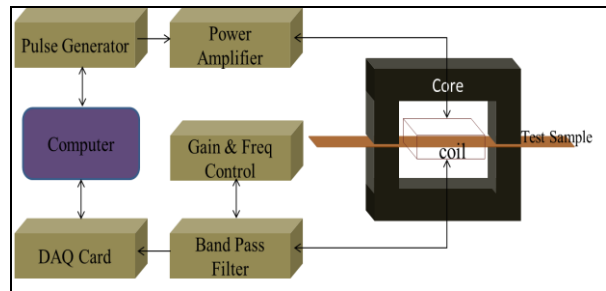 Pulse Generator
Power
Amplifier
Core
Computer
Gain & Freq
Control
coil
Test Sample
DAQ Card
Band Pass
Filter